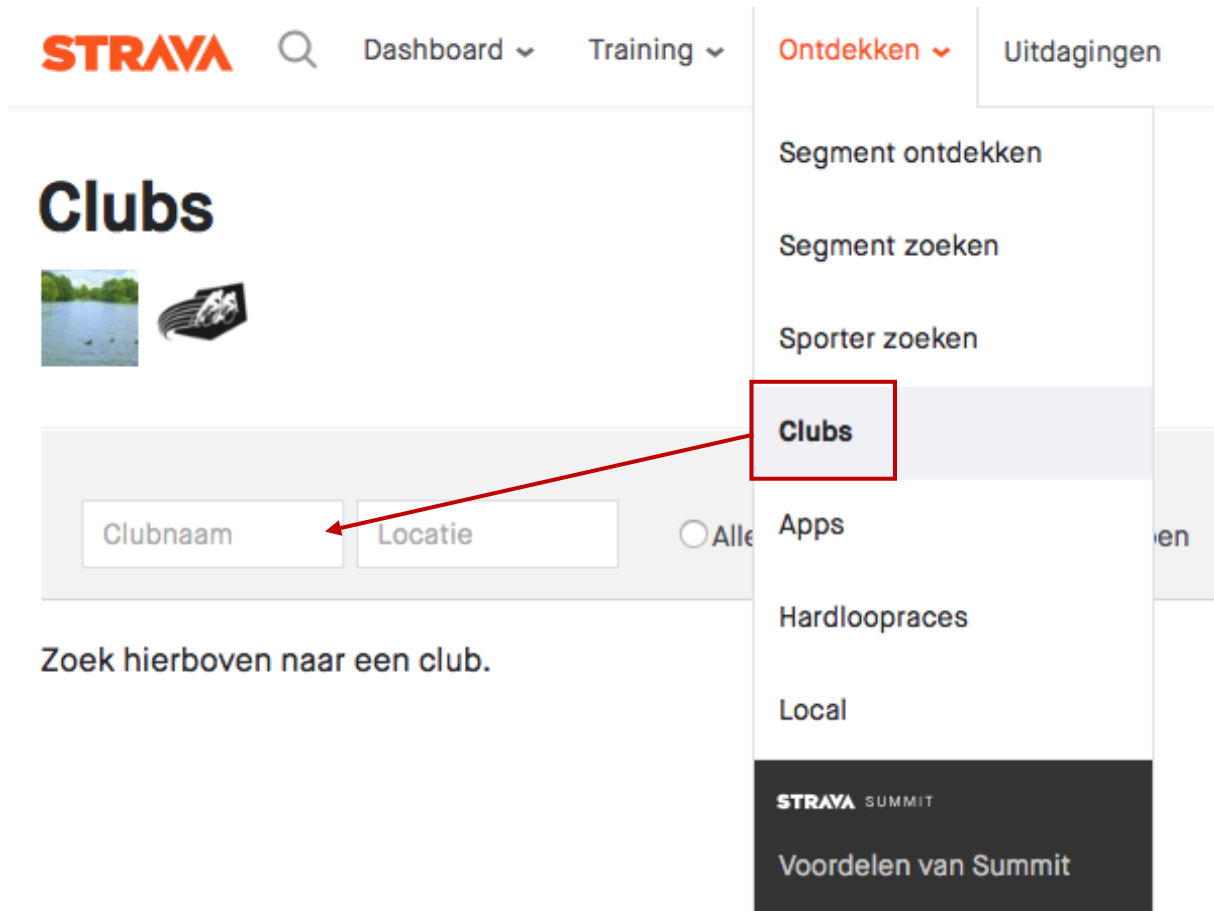 STRAVA Dashboard Training Ontdekken Uitdagingen
Clubs
Segment ontdekken
Segment zoeken
Sporter zoeken
Clubs
Apps
Hardloopraces
Local
STRAVA SUMMIT
Voordelen van Summit
Clubnaam Locatie
Zoek hierboven naar een club.